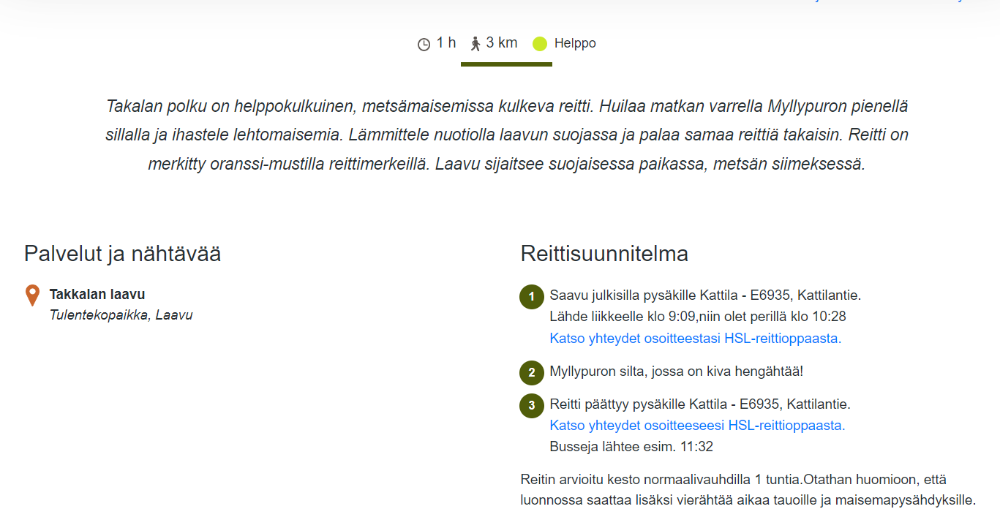 1 h 3 km Helppo
Takalan polku on helppokulkuinen, metsämaisemissa kulkeva reitti. Huilaa matkan varrella Myllypuron pienellä
sillalla ja ihastele lehtomaisemia. Lämmittele nuotiolla laavun suojassa ja palaa samaa reittiä takaisin. Reitti on
merkitty oranssi-mustilla reittimerkeillä. Laavu sijaitsee suojaisessa paikassa, metsän siimeksessä.
Palvelut ja nähtävää
Takkalan laavu
Tulentekopaikka, Laavu
Reittisuunnitelma
1 Saavu julkisilla pysäkille Kattila - E6935, Kattilantie.
Lähde liikkeelle klo 9:09,niin olet perillä klo 10:28
Katso yhteydet osoitteestasi HSL-reittioppaasta.
2 Myllypuron silta, jossa on kiva hengähtää!
3 Reitti päättyy pysäkille Kattila - E6935, Kattilantie.
Katso yhteydet osoitteeseesi HSL-reittioppaasta.
Busseja lähtee esim. 11:32
Reitin arvioitu kesto normaalivauhdilla 1 tuntia.Otathan huomioon, että
luonnossa saattaa lisäksi vierähtää aikaa tauoille ja maisemapysähdyksille.